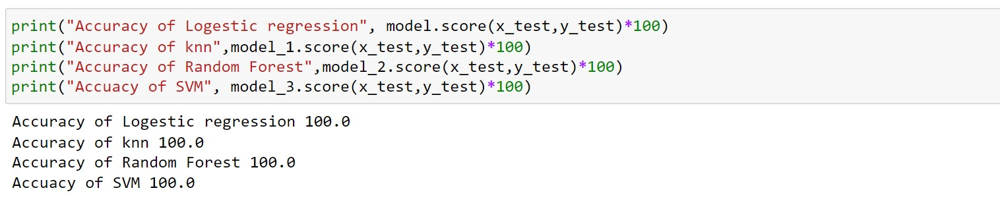 print("Accuracy of Logestic regression", model.score(x_test,y_test)*100)
print("Accuracy of knn",model_1.score(x_test,y_test)*100)
print("Accuracy of Random Forest",model_2.score(x_test,y_test)*100)
print("Accuacy of SVM", model_3.score(x_test,y_test)*100)
Accuracy of Logestic regression 100.0
Accuracy of knn 100.0
Accuracy of Random Forest 100.0
Accuacy of SVM 100.0